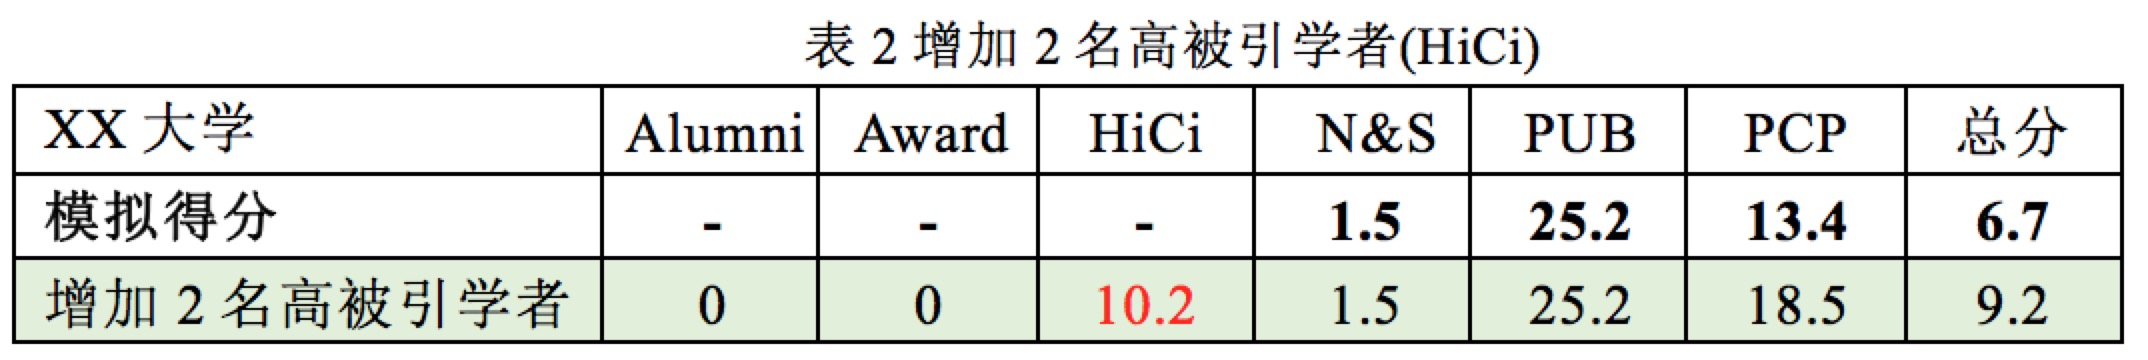 表 2 增加 2 名高被引学者(HiCi)
XX 大学 Alumni Award HiCi N&S PUB PCP 总分
模拟得分 - - - 1.5 25.2 13.4 6.7
增加 2 名高被引学者 0 0 10.2 1.5 25.2 18.5 9.2